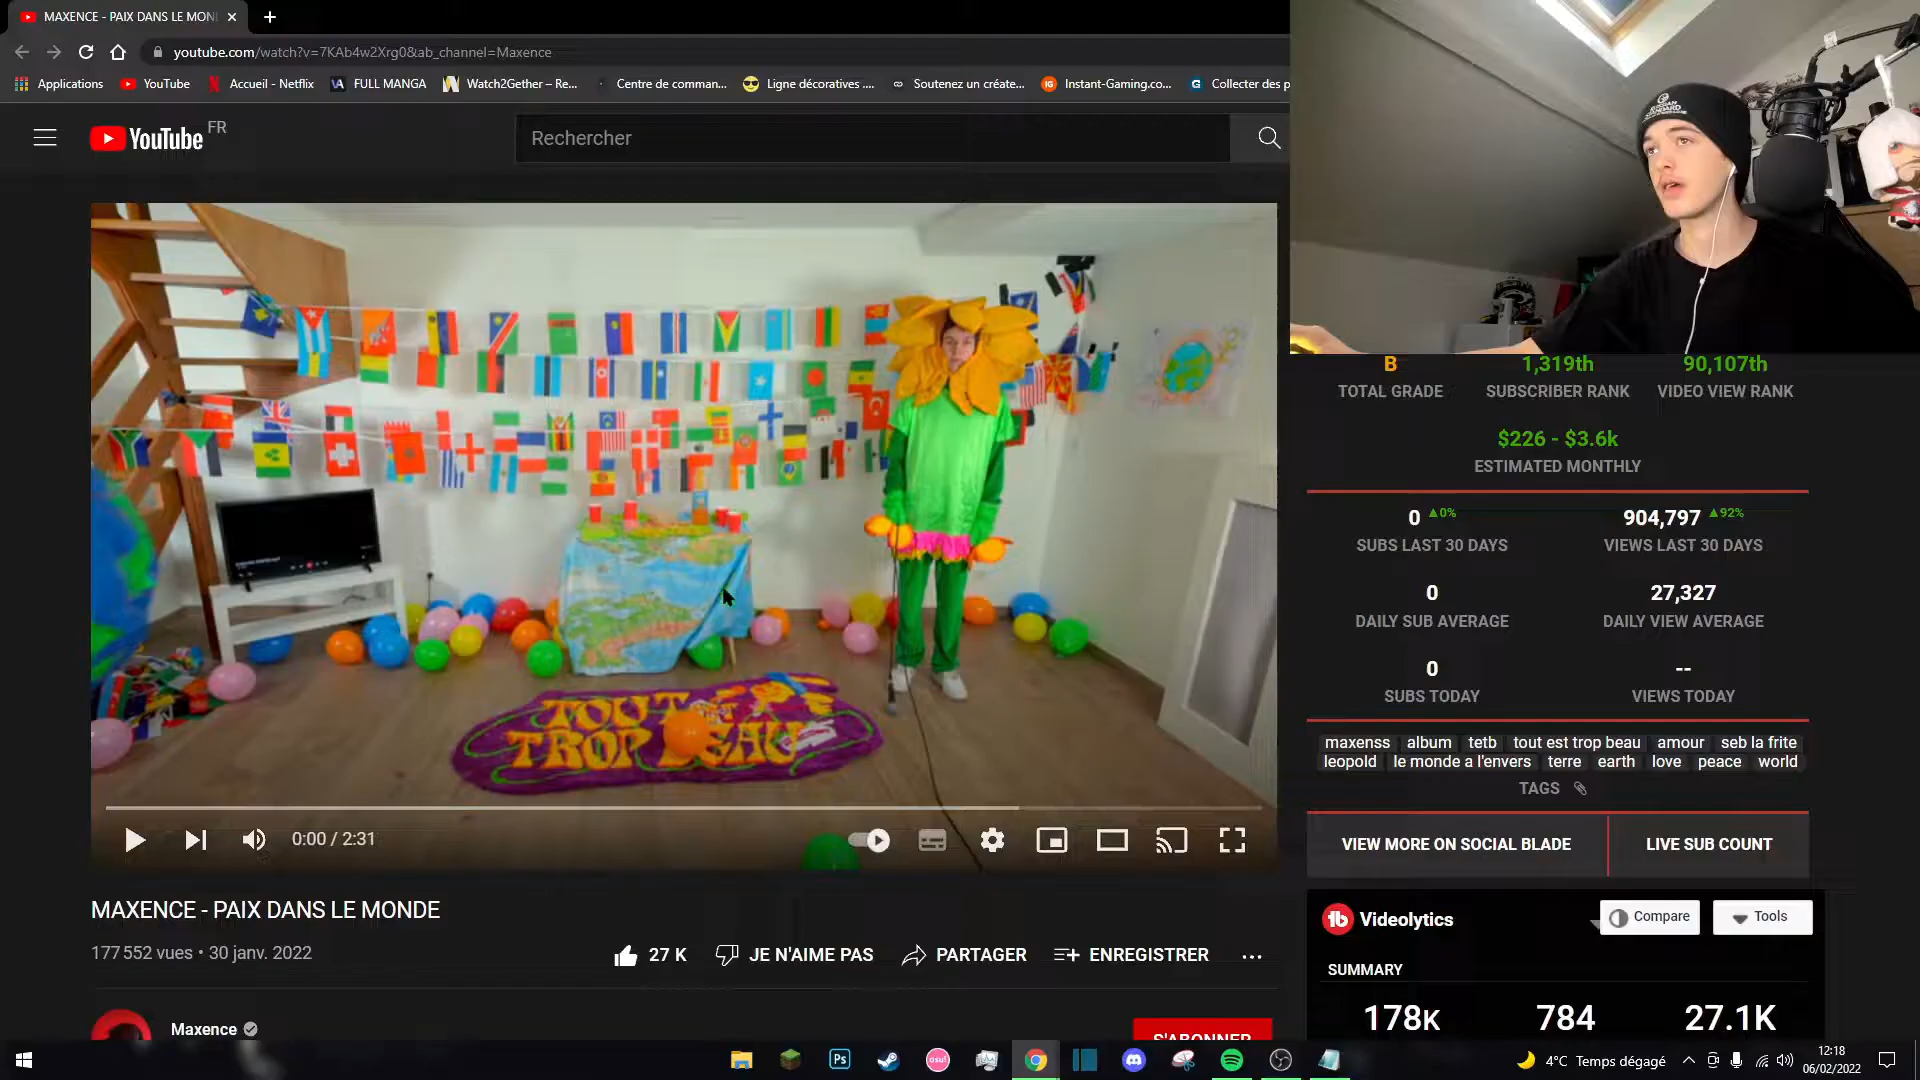 MAXENCE - PAIX DANS LE MON
youtube.com/watch?v=7KAb4w2Xrg0&ab_channel=Maxence
Applications YouTube Accueil - Netflix FULL MANGA Watch2Gether – Re... Centre de comman... Ligne décoratives .... Soutenez un créate... Instant-Gaming.co... Collecter des p
YouTube FR
Rechercher
B 1,319th 90,107th
TOTAL GRADE SUBSCRIBER RANK VIDEO VIEW RANK
$226 - $3.6k
ESTIMATED MONTHLY
0 ▲0% 904,797 ▲92%
SUBS LAST 30 DAYS VIEWS LAST 30 DAYS
0 27,327
DAILY SUB AVERAGE DAILY VIEW AVERAGE
0 --
SUBS TODAY VIEWS TODAY
maxenss album tetb tout est trop beau amour seb la frite
leopold le monde a l'envers terre earth love peace world
TAGS
VIEW MORE ON SOCIAL BLADE LIVE SUB COUNT
TOUT
TROP BEAU
0:00 / 2:31
MAXENCE - PAIX DANS LE MONDE
177 552 vues • 30 janv. 2022
27 K JE N'AIME PAS PARTAGER ENREGISTRER ...
Maxence
S'ABONNER
Videolytics Compare Tools
SUMMARY
178K 784 27.1K
Ps osu! 4°C Temps dégagé 12:18
06/02/2022